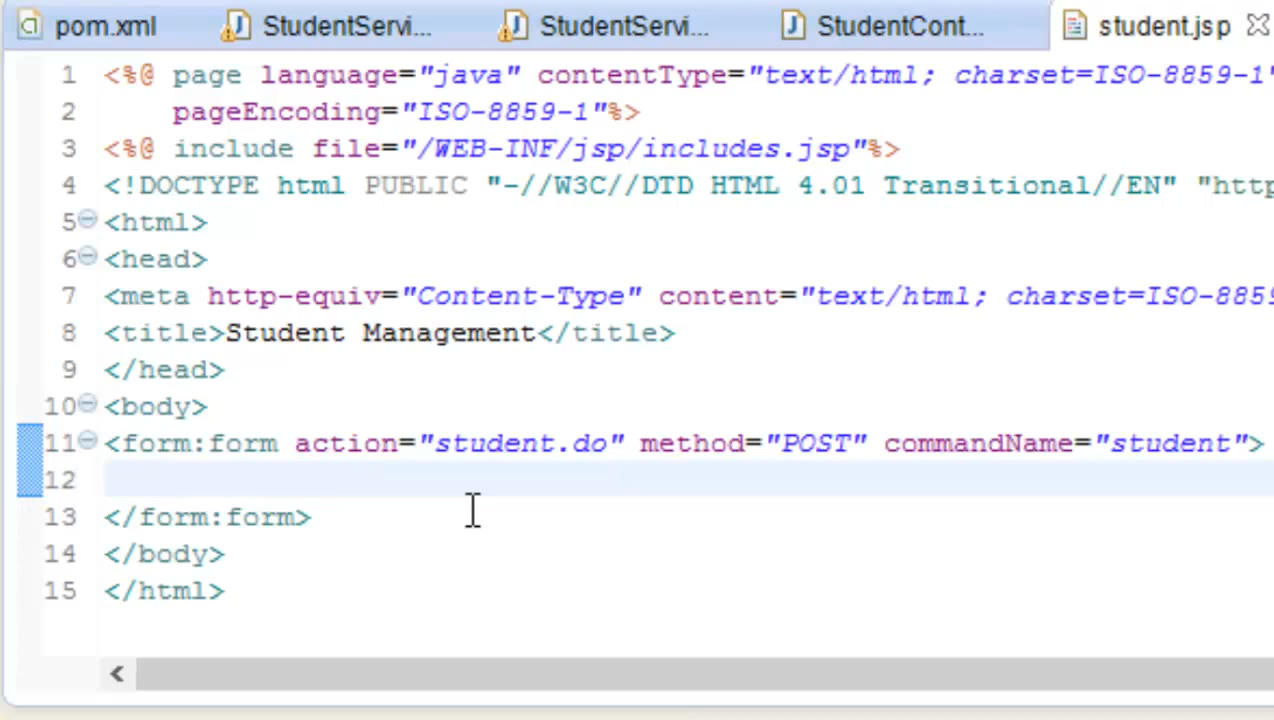 pom.xml StudentServi... StudentServi... StudentCont... student.jsp
1 <%@ page language="java" contentType="text/html; charset=ISO-8859-1"
2 pageEncoding="ISO-8859-1"%>
3 <%@ include file="/WEB-INF/jsp/includes.jsp"%>
4 <!DOCTYPE html PUBLIC "-//W3C//DTD HTML 4.01 Transitional//EN" "http
5 <html>
6 <head>
7 <meta http-equiv="Content-Type" content="text/html; charset=ISO-8859
8 <title>Student Management</title>
9 </head>
10 <body>
11 <form:form action="student.do" method="POST" commandName="student">
12
13 </form:form>
14 </body>
15 </html>